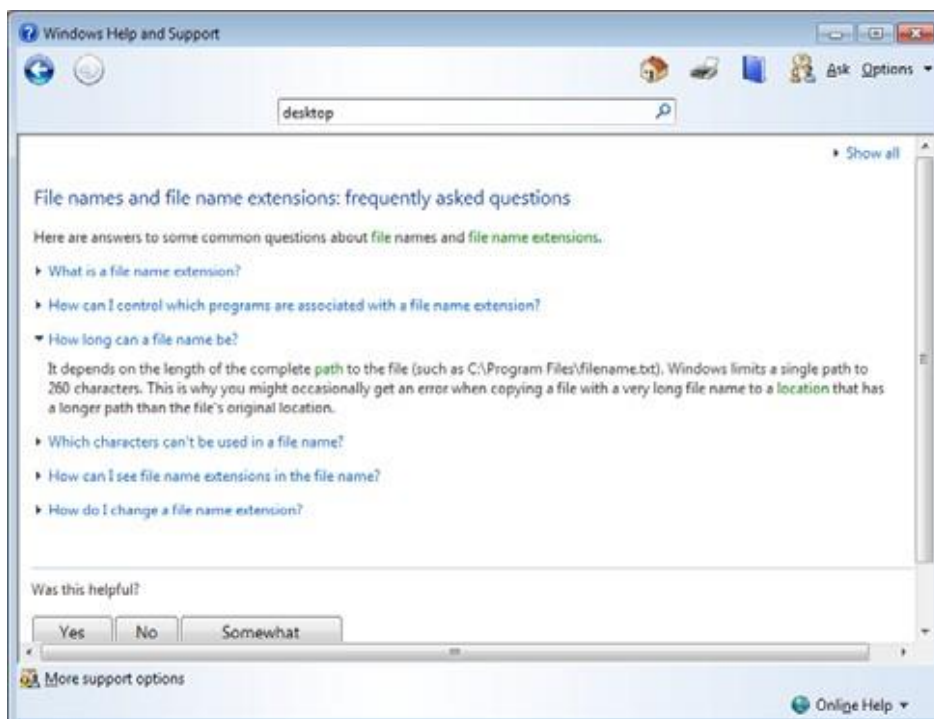 Windows Help and Support
Ask Options
desktop
Show all
File names and file name extensions: frequently asked questions
Here are answers to some common questions about file names and file name extensions.
What is a file name extension?
How can I control which programs are associated with a file name extension?
How long can a file name be?
It depends on the length of the complete path to the file (such as C:\Program Files\filename.txt). Windows limits a single path to
260 characters. This is why you might occasionally get an error when copying a file with a very long file name to a location that has
a longer path than the file's original location.
Which characters can't be used in a file name?
How can I see file name extensions in the file name?
How do I change a file name extension?
Was this helpful?
Yes No Somewhat
More support options
Online Help